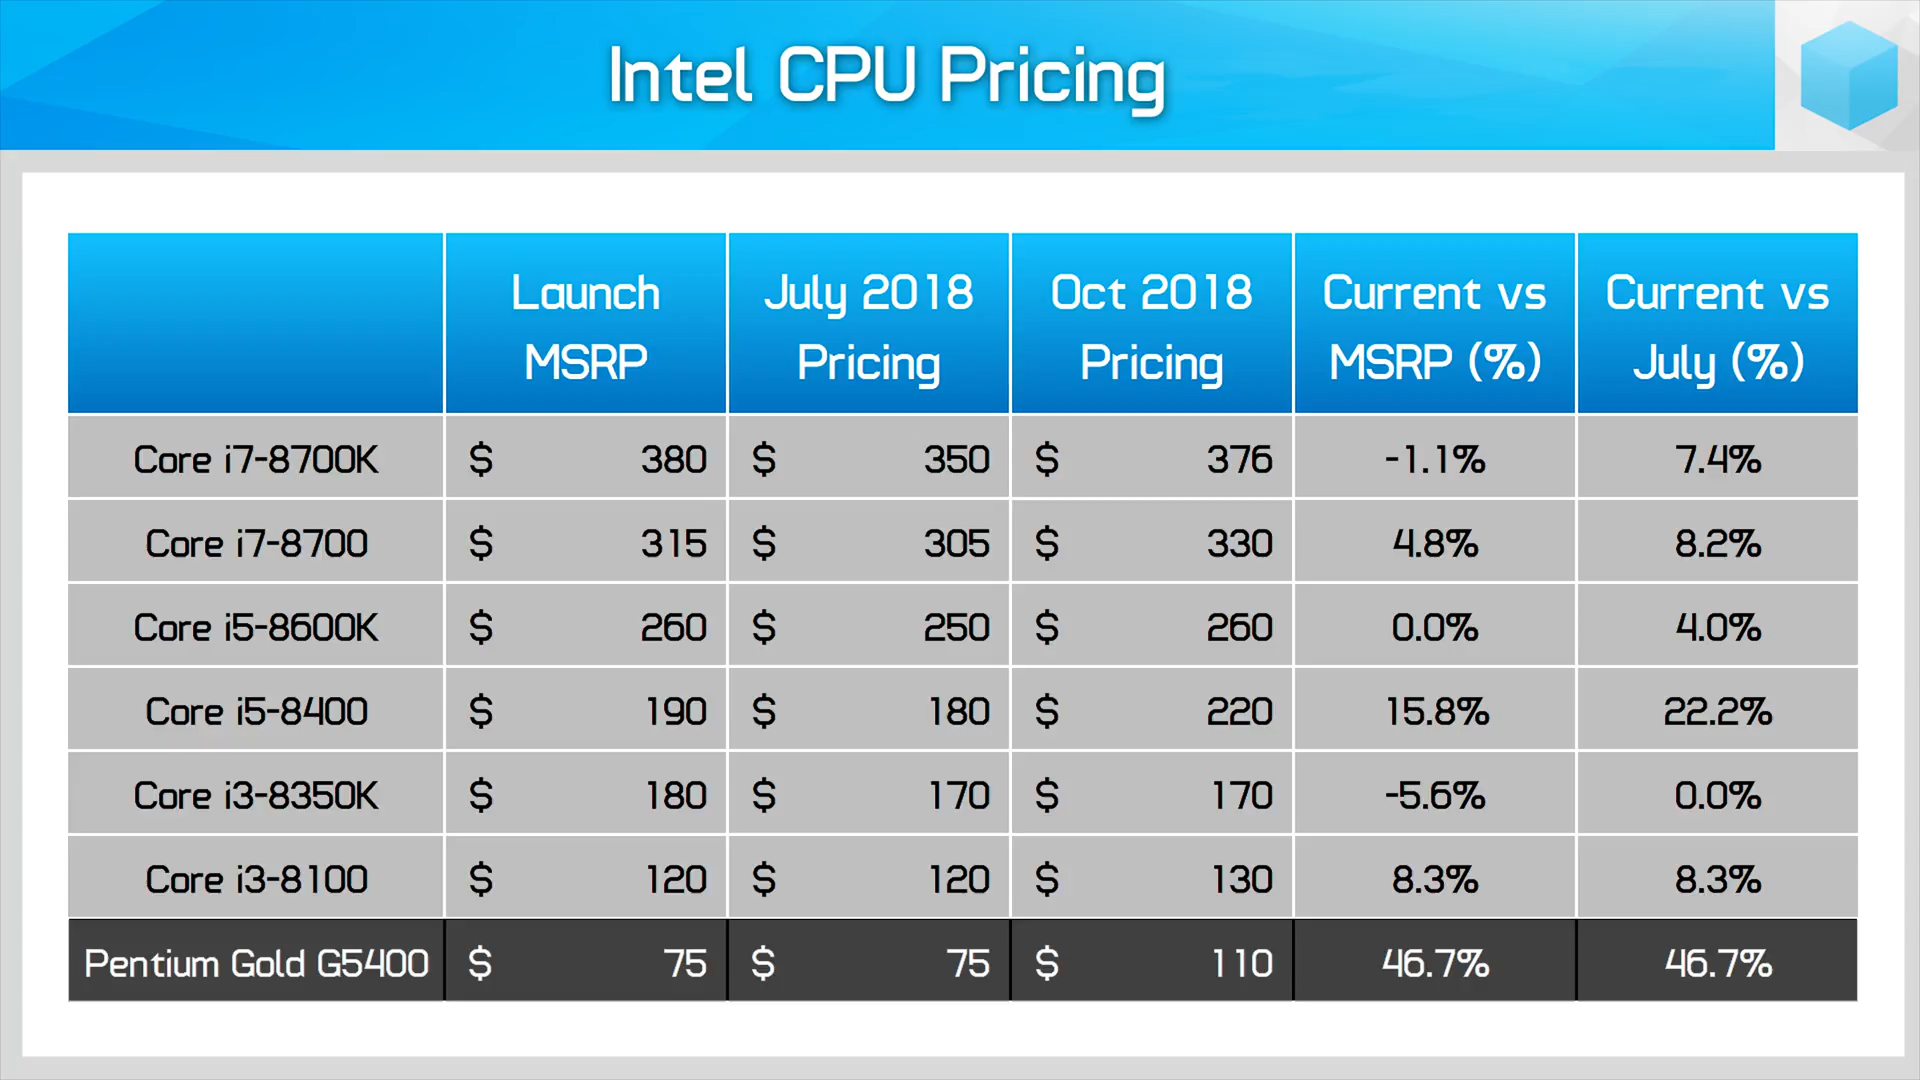 Intel CPU Pricing
Launch MSRP July 2018 Pricing Oct 2018 Pricing Current vs MSRP (%) Current vs July (%)
Core i7-8700K $ 380 $ 350 $ 376 -1.1% 7.4%
Core i7-8700 $ 315 $ 305 $ 330 4.8% 8.2%
Core i5-8600K $ 260 $ 250 $ 260 0.0% 4.0%
Core i5-8400 $ 190 $ 180 $ 220 15.8% 22.2%
Core i3-8350K $ 180 $ 170 $ 170 -5.6% 0.0%
Core i3-8100 $ 120 $ 120 $ 130 8.3% 8.3%
Pentium Gold G5400 $ 75 $ 75 $ 110 46.7% 46.7%